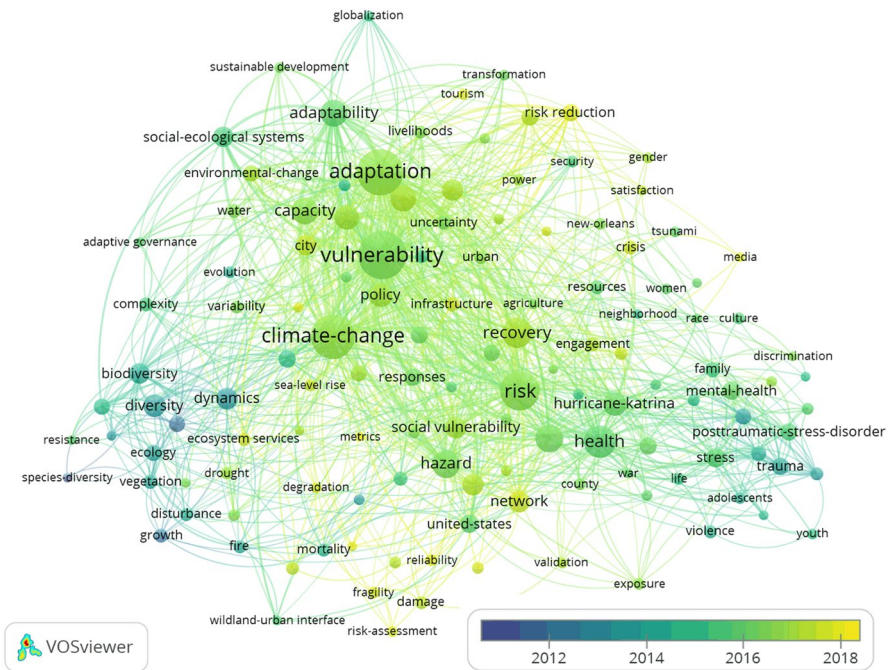 globalization
sustainable development
transformation
tourism
adaptability
risk reduction
social-ecological systems
livelihoods
environmental-change
adaptation
security
gender
power
satisfaction
water
capacity
uncertainty
new-orleans
tsunami
adaptive governance
city
vulnerability
urban
crisis
media
evolution
policy
resources
women
complexity
variability
infrastructure
agriculture
neighborhood
race
culture
climate-change
recovery
engagement
discrimination
biodiversity
sea-level rise
responses
family
diversity
dynamics
risk
hurricane-katrina
mental-health
resistance
ecosystem services
metrics
social vulnerability
health
posttraumatic-stress-disorder
ecology
species-diversity
vegetation
drought
hazard
stress
trauma
degradation
county
war
life
disturbance
network
adolescents
growth
fire
mortality
united-states
violence
youth
reliability
validation
fragility
damage
exposure
wildland-urban interface
risk-assessment
VOSviewer
2012
2014
2016
2018